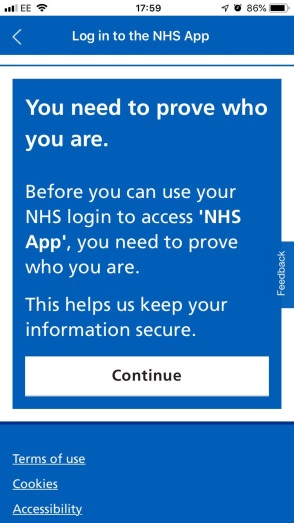 EE 17:59 86%
Log in to the NHS App
You need to prove who
you are.
Before you can use your
NHS login to access 'NHS
App', you need to prove
who you are.
This helps us keep your
information secure.
Continue
Feedback
Terms of use
Cookies
Accessibility